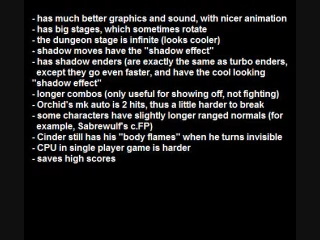 - has much better graphics and sound, with nicer animation
- has big stages, which sometimes rotate
- the dungeon stage is infinite (looks cooler)
- shadow moves have the "shadow effect"
- has shadow enders (are exactly the same as turbo enders,
except they go even faster, and have the cool looking
"shadow effect"
- longer combos (only useful for showing off, not fighting)
- Orchid's mk auto is 2 hits, thus a little harder to break
- some characters have slightly longer ranged normals (for
example, Sabrewulf's c.FP)
- Cinder still has his "body flames" when he turns invisible
- CPU in single player game is harder
- saves high scores